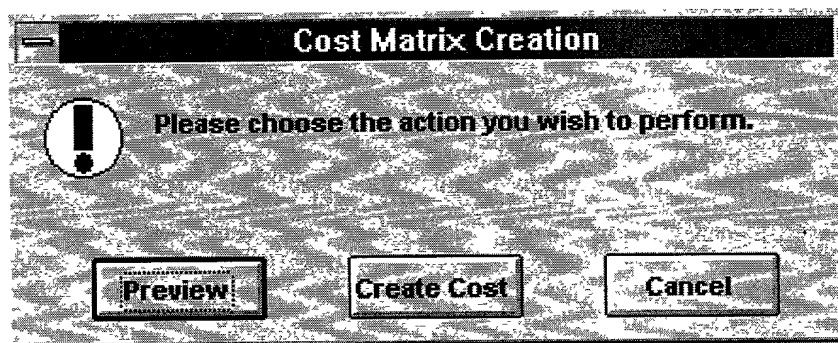 Cost Matrix Creation
Please choose the action you wish to perform.
Preview
Create Cost
Cancel